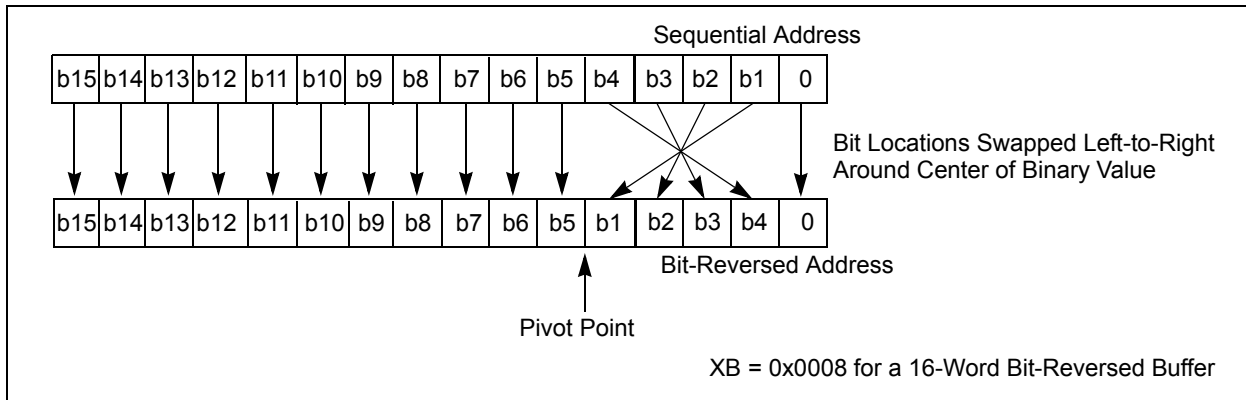 Sequential Address
b15 b14 b13 b12 b11 b10 b9 b8 b7 b6 b5 b4 b3 b2 b1 0
Bit Locations Swapped Left-to-Right
Around Center of Binary Value
b15 b14 b13 b12 b11 b10 b9 b8 b7 b6 b5 b1 b2 b3 b4 0
Bit-Reversed Address
Pivot Point
XB = 0x0008 for a 16-Word Bit-Reversed Buffer